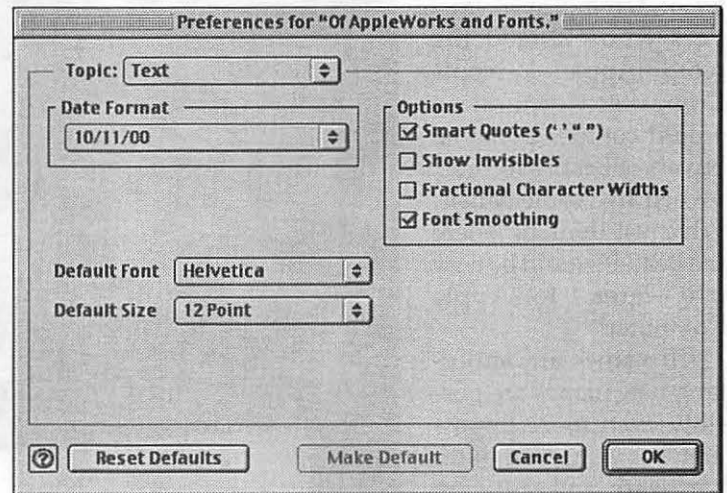 Preferences for "Of AppleWorks and Fonts."
Topic: Text
Date Format
10/11/00
Options
Smart Quotes (‘ ’,“ ”)
Show Invisibles
Fractional Character Widths
Font Smoothing
Default Font Helvetica
Default Size 12 Point
? Reset Defaults Make Default Cancel OK